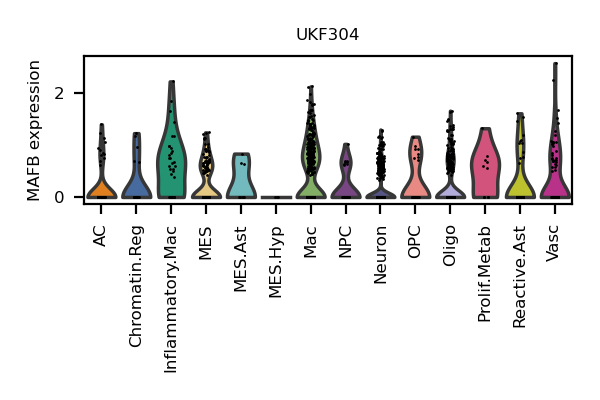 UKF304
MAFB expression
2
0
AC
Chromatin.Reg
Inflammatory.Mac
MES
MES.Ast
MES.Hyp
Mac
NPC
Neuron
OPC
Oligo
Prolif.Metab
Reactive.Ast
Vasc